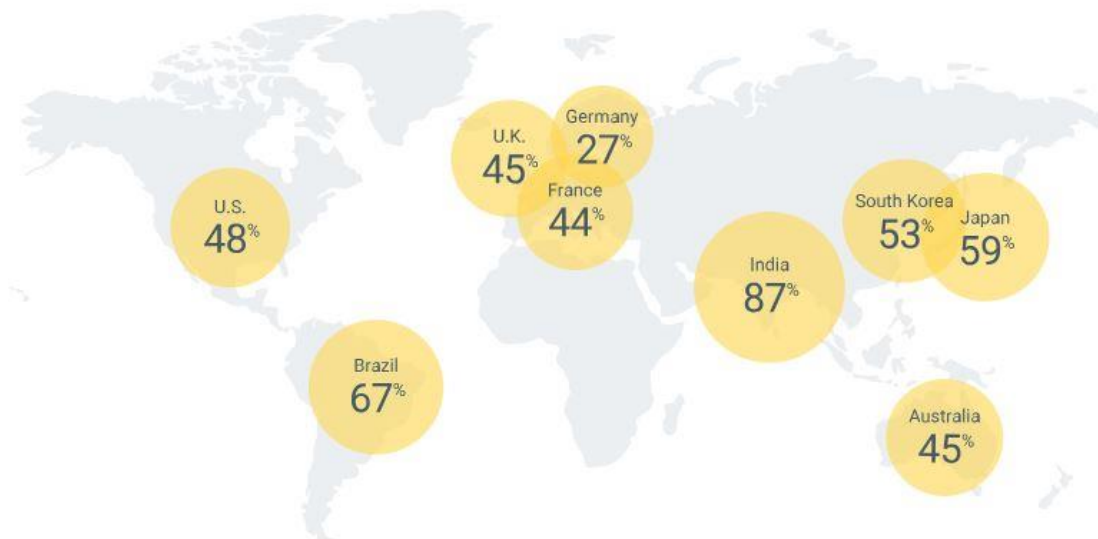 Germany
27%
U.K.
45%
France
44%
U.S.
48%
South Korea
53%
Japan
59%
India
87%
Brazil
67%
Australia
45%